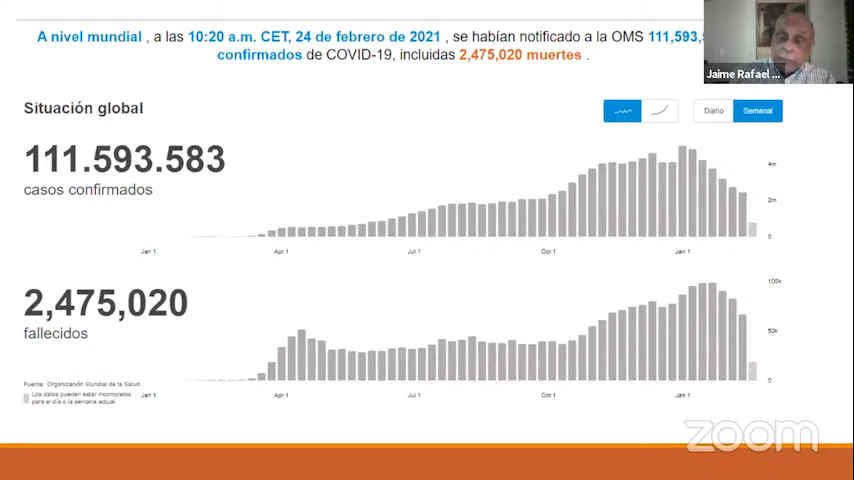 A nivel mundial , a las 10:20 a.m. CET, 24 de febrero de 2021 , se habían notificado a la OMS 111,593,
confirmados de COVID-19, incluidas 2,475,020 muertes .
Jaime Rafael ...
Situación global
Diario Semanal
111.593.583
casos confirmados
4m
2m
0
Jan 1 Apr 1 Jul 1 Oct 1 Jan 1
2,475,020
fallecidos
100k
50k
0
Fuente: Organización Mundial de la Salud
Los datos pueden estar incompletos
para el día o la semana actual.
Jan 1 Apr 1 Jul 1 Oct 1 Jan 1
zoom